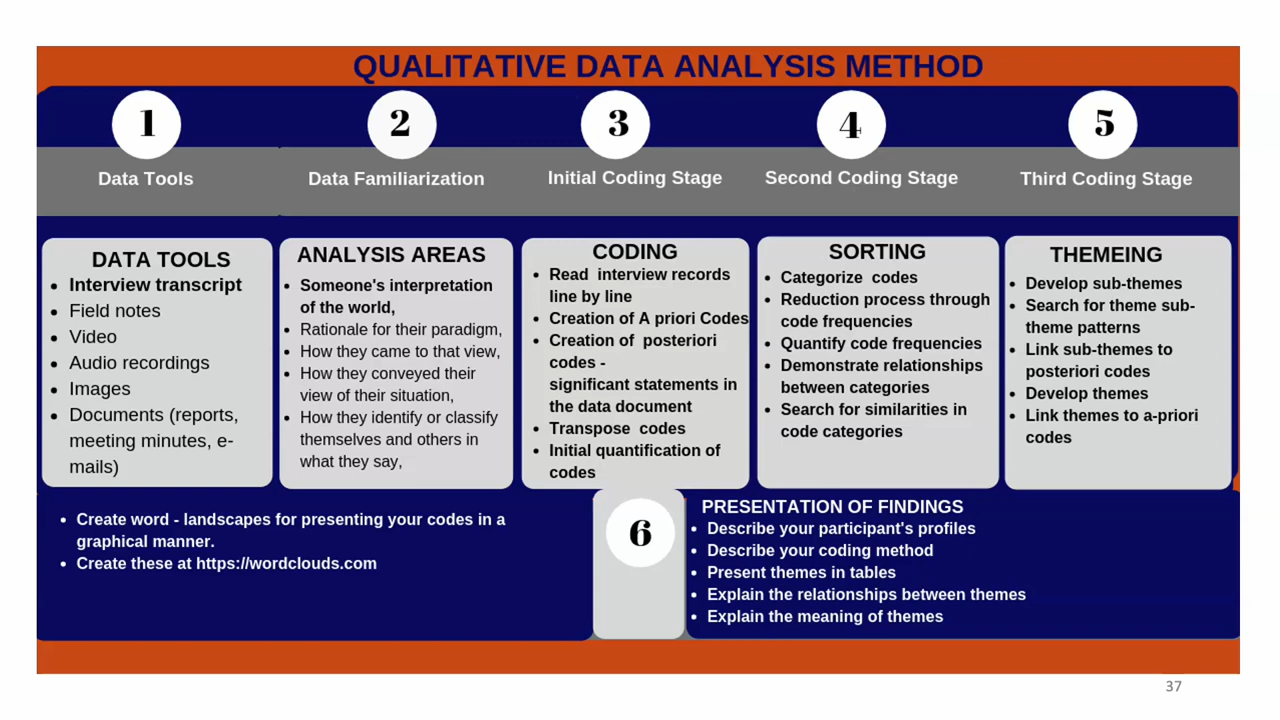 QUALITATIVE DATA ANALYSIS METHOD
1
Data Tools
2
Data Familiarization
3
Initial Coding Stage
4
Second Coding Stage
5
Third Coding Stage
DATA TOOLS
• Interview transcript
• Field notes
• Video
• Audio recordings
• Images
• Documents (reports,
meeting minutes, e-
mails)
ANALYSIS AREAS
• Someone's interpretation
of the world,
• Rationale for their paradigm,
• How they came to that view,
• How they conveyed their
view of their situation,
• How they identify or classify
themselves and others in
what they say,
CODING
• Read interview records
line by line
• Creation of A priori Codes
• Creation of posteriori
codes -
significant statements in
the data document
• Transpose codes
• Initial quantification of
codes
SORTING
• Categorize codes
• Reduction process through
code frequencies
• Quantify code frequencies
• Demonstrate relationships
between categories
• Search for similarities in
code categories
THEMEING
• Develop sub-themes
• Search for theme sub-
theme patterns
• Link sub-themes to
posteriori codes
• Develop themes
• Link themes to a-priori
codes
• Create word - landscapes for presenting your codes in a
graphical manner.
• Create these at https://wordclouds.com
6
PRESENTATION OF FINDINGS
• Describe your participant's profiles
• Describe your coding method
• Present themes in tables
• Explain the relationships between themes
• Explain the meaning of themes
37